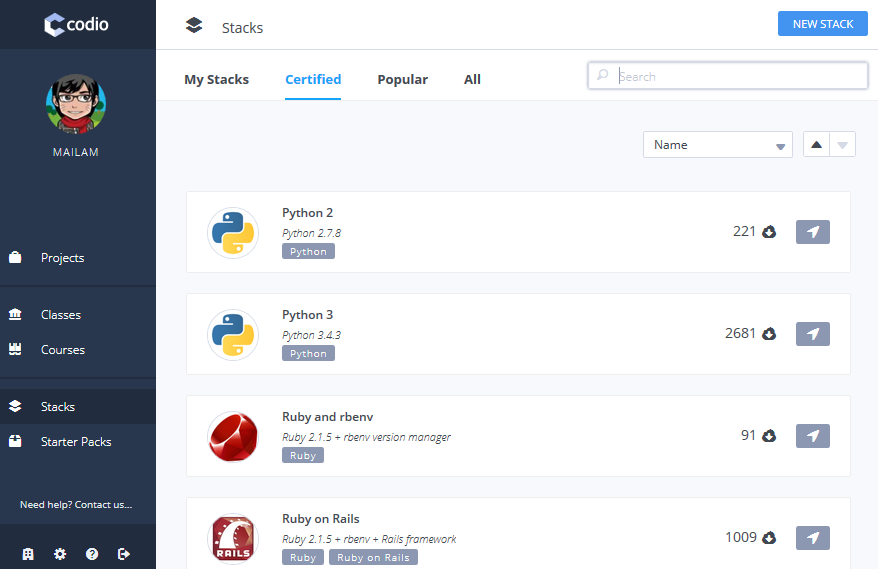 codio
Stacks
NEW STACK
MAILAM
Projects
Classes
Courses
Stacks
Starter Packs
Need help? Contact us...
My Stacks
Certified
Popular
All
Search
Name
Python 2
Python 2.7.8
Python
221
Python 3
Python 3.4.3
Python
2681
Ruby and rbenv
Ruby 2.1.5 + rbenv version manager
Ruby
91
Ruby on Rails
Ruby 2.1.5 + rbenv + Rails framework
Ruby
Ruby on Rails
1009
RAILS